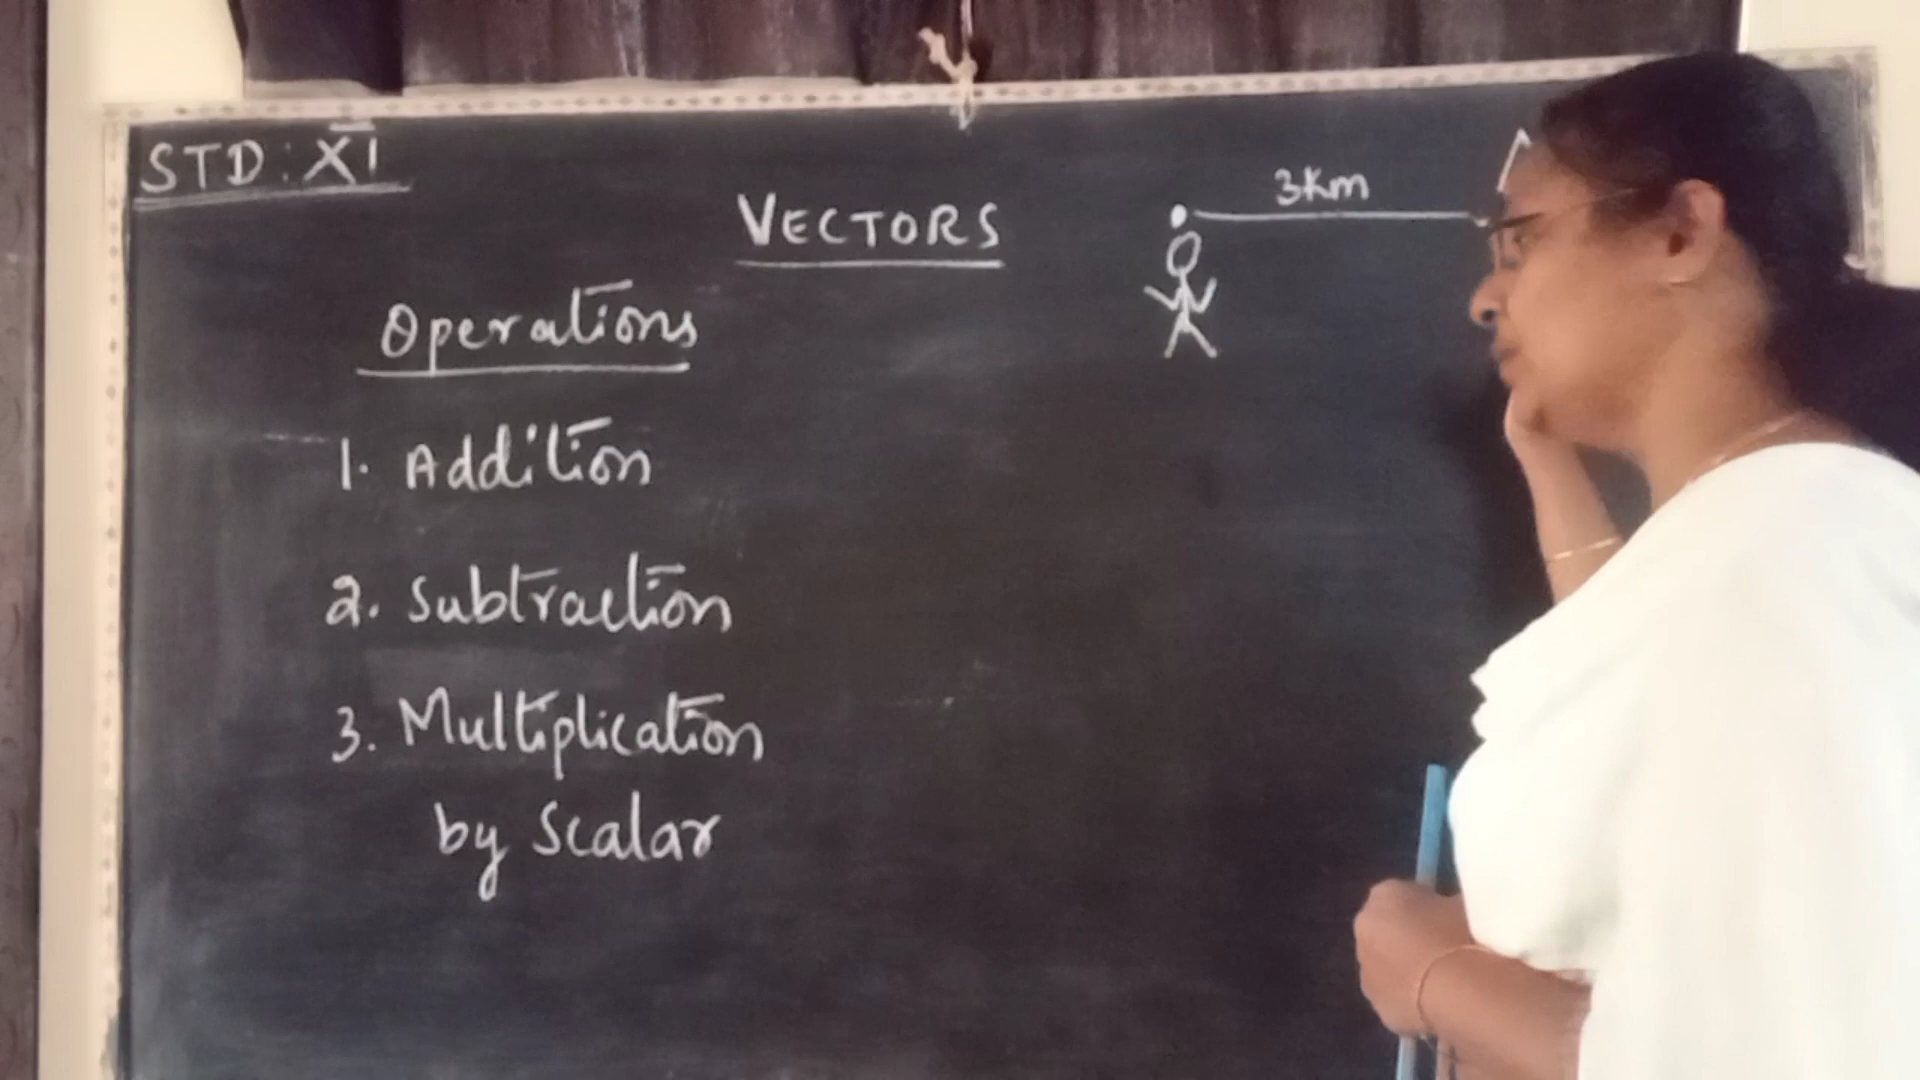 STD: XI
VECTORS
3km
Operations
1. Addition
2. Subtraction
3. Multiplication
by Scalar